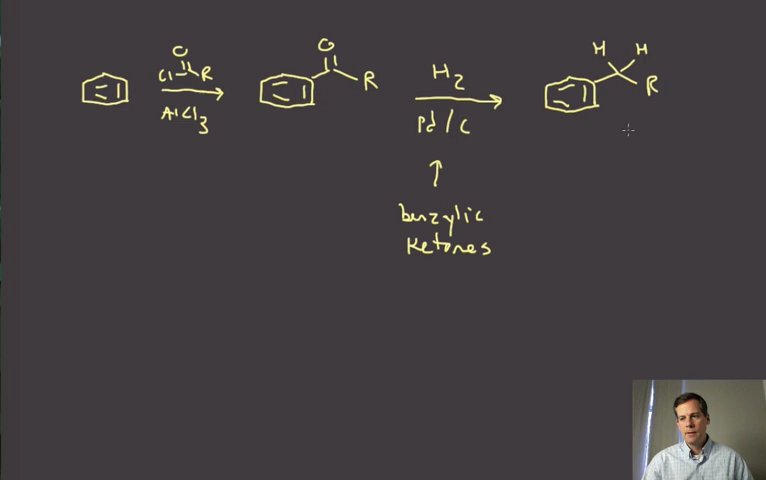 O O H H
Cl R R H₂ R
AlCl₃ Pd/C
benzylic
Ketones